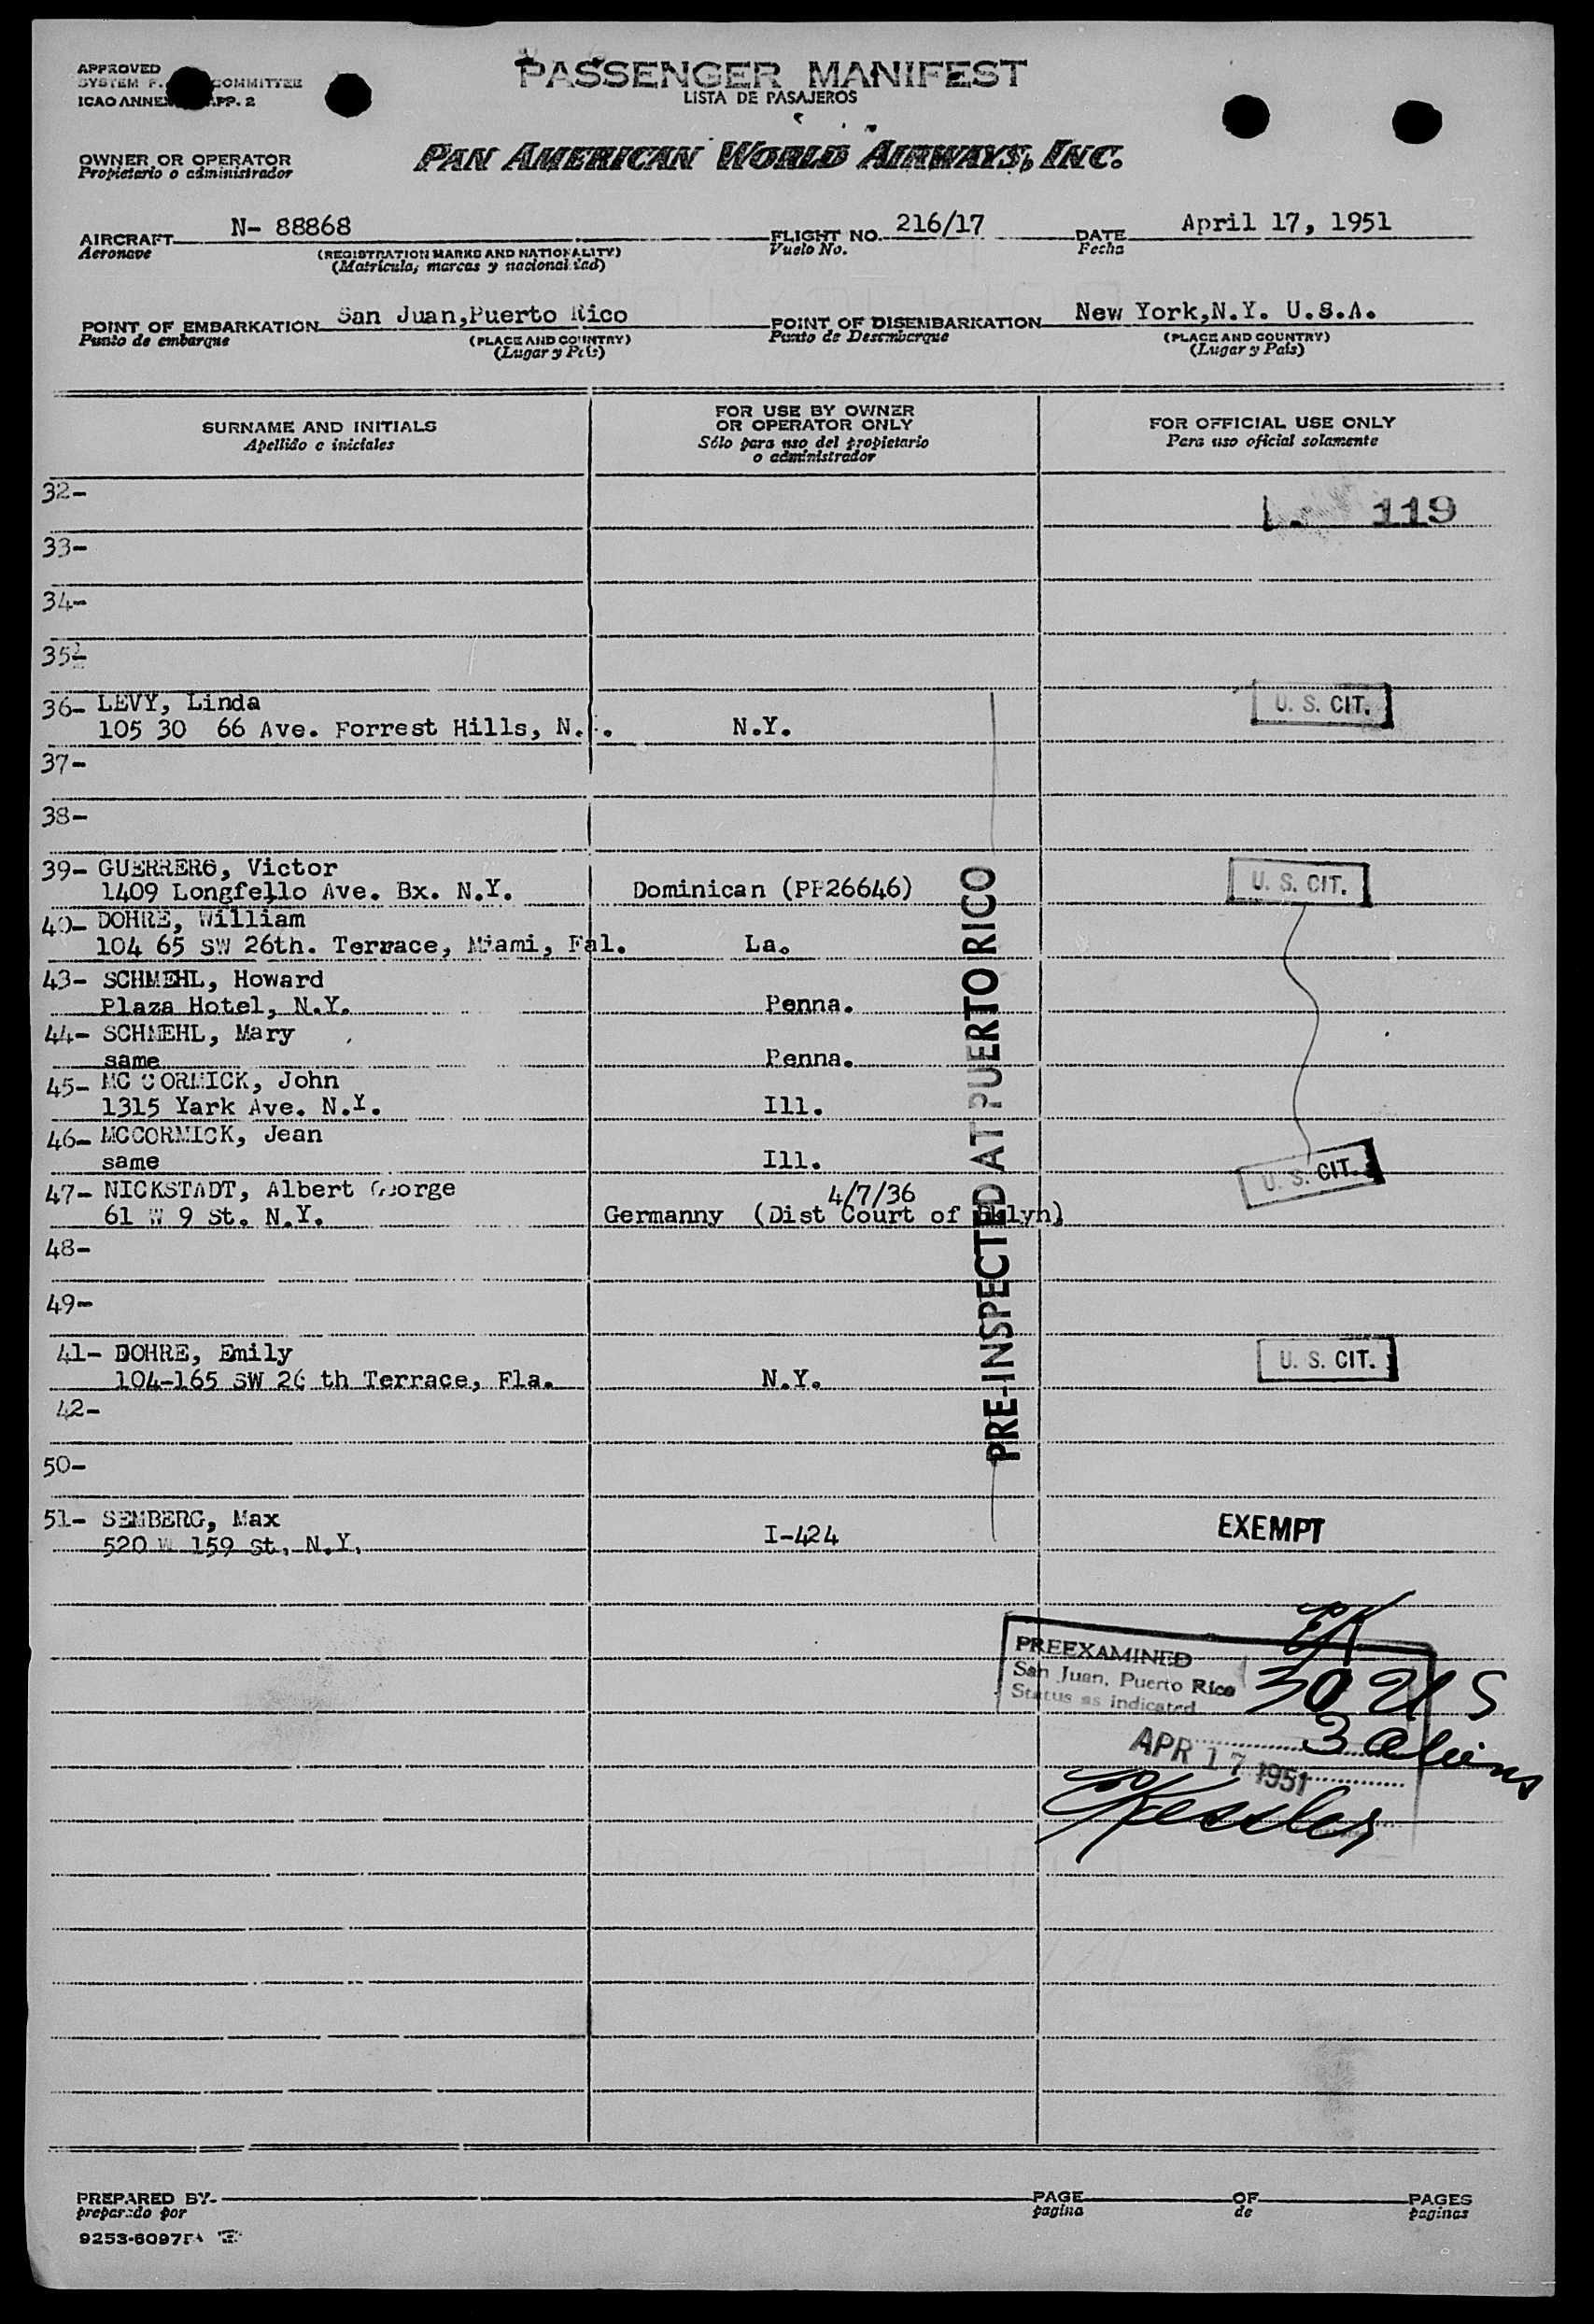 APPROVED
SYSTEM COMMITTEE
ICAO ANNEX APP. 2
PASSENGER MANIFEST
LISTA DE PASAJEROS
OWNER OR OPERATOR
Propietario o administrador
PAN AMERICAN WORLD AIRWAYS, INC.
AIRCRAFT N- 88868 FLIGHT NO. 216/17 DATE April 17, 1951
Aeronave (REGISTRATION MARKS AND NATIONALITY) Vuelo No. Fecha
(Matrícula, marcas y nacionalidad)
POINT OF EMBARKATION San Juan,Puerto Rico POINT OF DISEMBARKATION New York,N.Y. U.S.A.
Punto de embarque (PLACE AND COUNTRY) Punto de Desembarque (PLACE AND COUNTRY)
(Lugar y País) (Lugar y País)
SURNAME AND INITIALS
Apellido e iniciales
FOR USE BY OWNER
OR OPERATOR ONLY
Sólo para uso del propietario
o administrador
FOR OFFICIAL USE ONLY
Para uso oficial solamente
32-
119
33-
34-
35-
36- LEVY, Linda U. S. CIT.
105 30 66 Ave. Forrest Hills, N. . N.Y.
37-
38-
39- GUERRERO, Victor U. S. CIT.
1409 Longfello Ave. Bx. N.Y. Dominican (PP26646)
40- DOHRE, William
104 65 SW 26th. Terrace, Miami, Fal. La.
43- SCHMEHL, Howard
Plaza Hotel, N.Y. Penna.
44- SCHMEHL, Mary
same Penna.
45- MC CORMICK, John
1315 Yark Ave. N.Y. Ill.
46- MCCORMICK, Jean
same Ill. U. S. CIT.
47- NICKSTADT, Albert George 4/7/36
61 W 9 St. N.Y. Germanny (Dist Court of Bklyn)
48-
49-
41- DOHRE, Emily U. S. CIT.
104-165 SW 26 th Terrace, Fla. N.Y.
42-
50-
51- SEMBERG, Max EXEMPT
520 W 159 St, N.Y. I-424
PRE-INSPECTED AT PUERTO RICO
EK
PREEXAMINED
San Juan, Puerto Rico 30 US
Status as indicated
3 aliens
APR 17 1951
EKessler
PREPARED BY PAGE OF PAGES
preparado por pagina de paginas
9253-6097FA